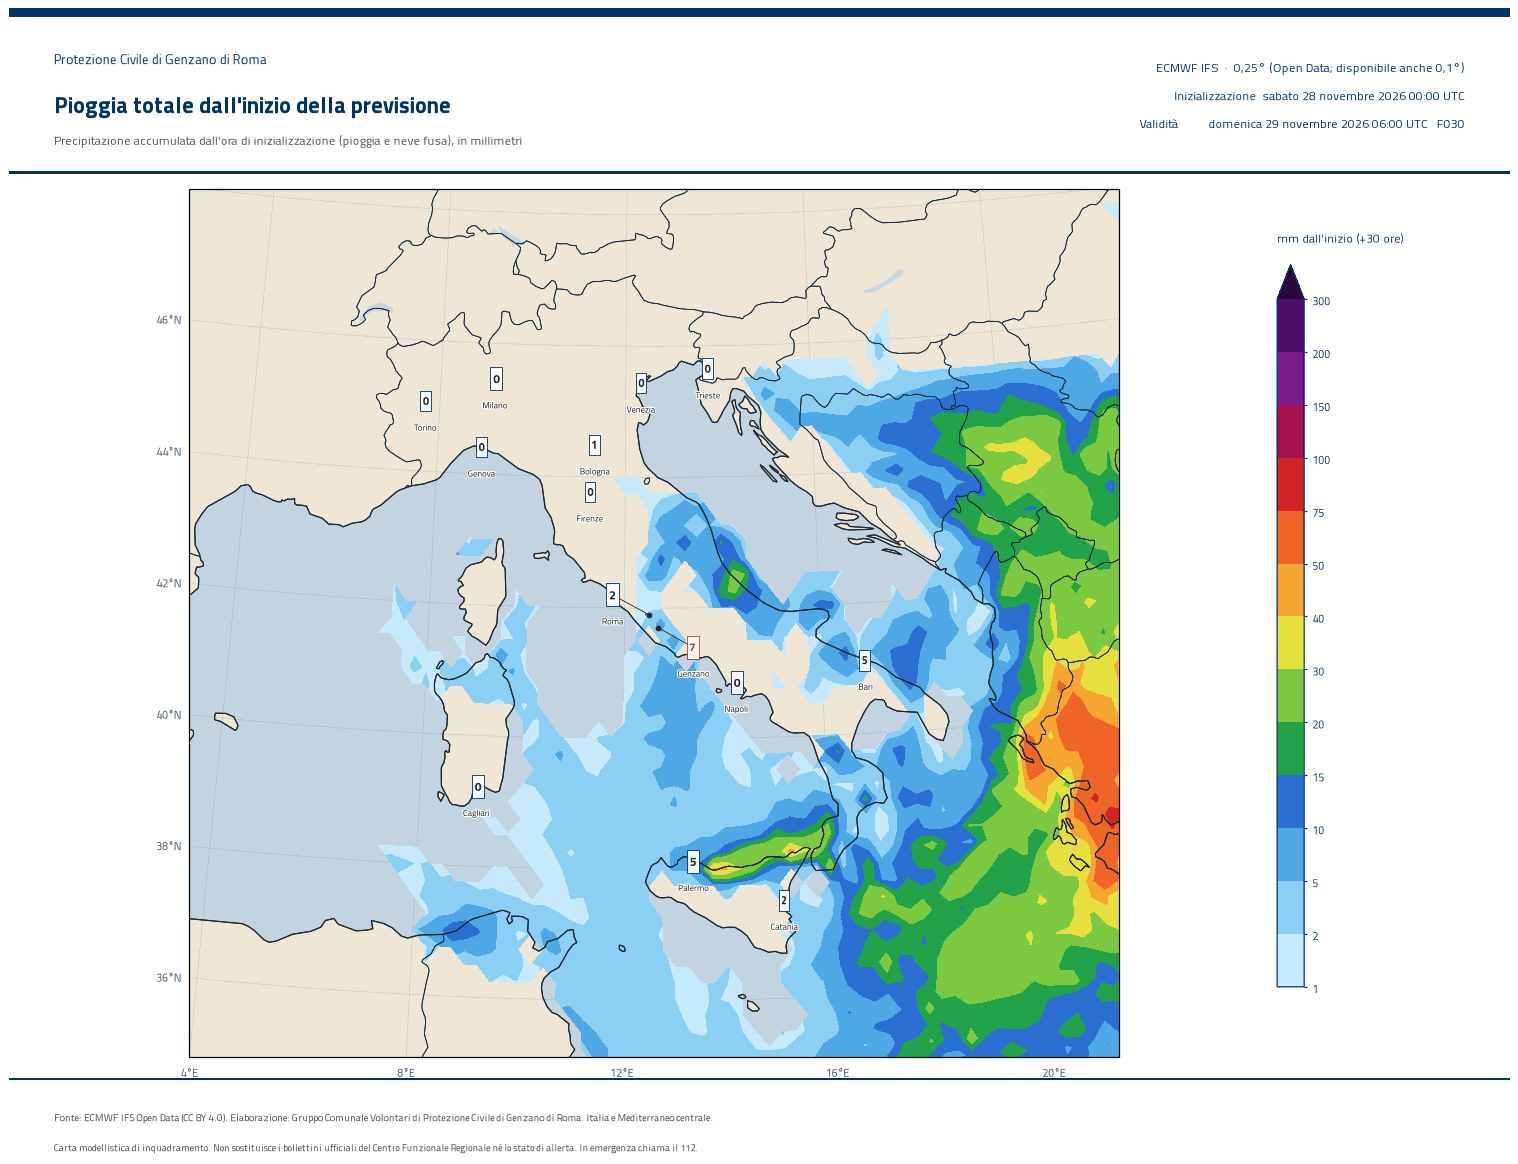 Protezione Civile di Genzano di Roma
Pioggia totale dall'inizio della previsione
Precipitazione accumulata dall'ora di inizializzazione (pioggia e neve fusa), in millimetri
ECMWF IFS · 0,25° (Open Data; disponibile anche 0,1°)
Inizializzazione sabato 28 novembre 2026 00:00 UTC
Validità domenica 29 novembre 2026 06:00 UTC F030
mm dall'inizio (+30 ore)
300
200
150
100
75
50
40
30
20
15
10
5
2
1
46°N
44°N
42°N
40°N
38°N
36°N
4°E
8°E
12°E
16°E
20°E
0
Trieste
0
Milano
0
Venezia
0
Torino
0
Genova
1
Bologna
0
Firenze
2
Roma
7
Genzano
5
Bari
0
Napoli
0
Cagliari
5
Palermo
2
Catania
Fonte: ECMWF IFS Open Data (CC BY 4.0). Elaborazione: Gruppo Comunale Volontari di Protezione Civile di Genzano di Roma. Italia e Mediterraneo centrale.
Carta modellistica di inquadramento. Non sostituisce i bollettini ufficiali del Centro Funzionale Regionale né lo stato di allerta. In emergenza chiama il 112.